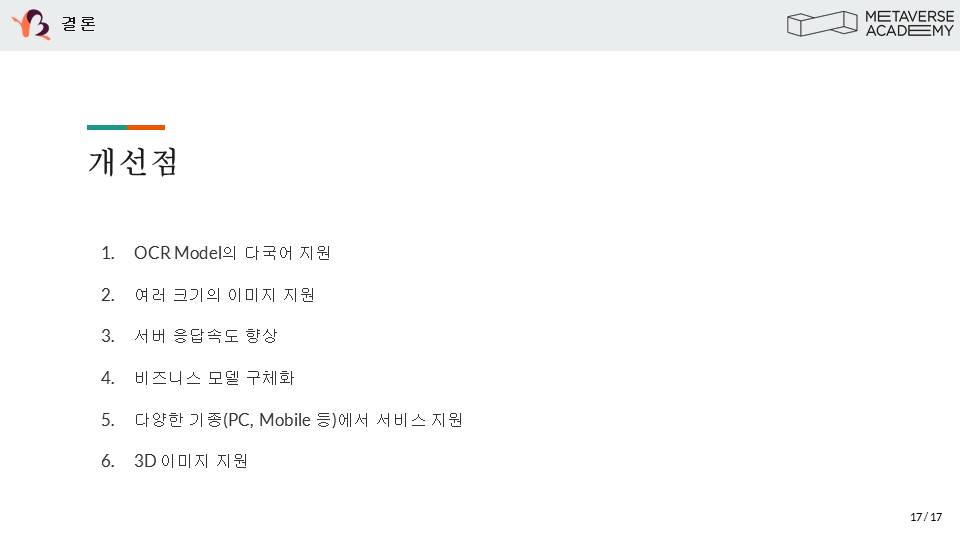 결론
METAVERSE
ACADEMY
개선점
1. OCR Model의 다국어 지원
2. 여러 크기의 이미지 지원
3. 서버 응답속도 향상
4. 비즈니스 모델 구체화
5. 다양한 기종(PC, Mobile 등)에서 서비스 지원
6. 3D 이미지 지원
17 / 17